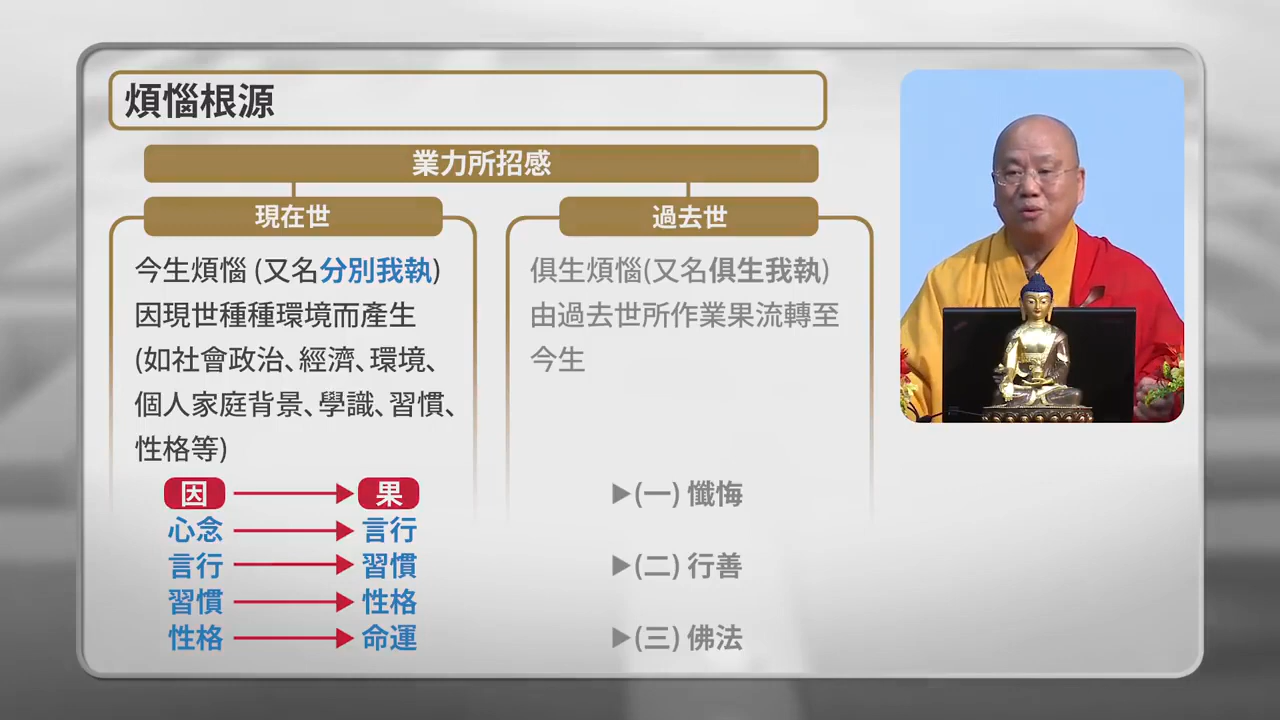 煩惱根源
業力所招感
現在世
今生煩惱 (又名分別我執)
因現世種種環境而產生
(如社會政治、經濟、環境、
個人家庭背景、學識、習慣、
性格等)
因 果
心念 言行
言行 習慣
習慣 性格
性格 命運
過去世
俱生煩惱(又名俱生我執)
由過去世所作業果流轉至
今生
▶(一) 懺悔
▶(二) 行善
▶(三) 佛法